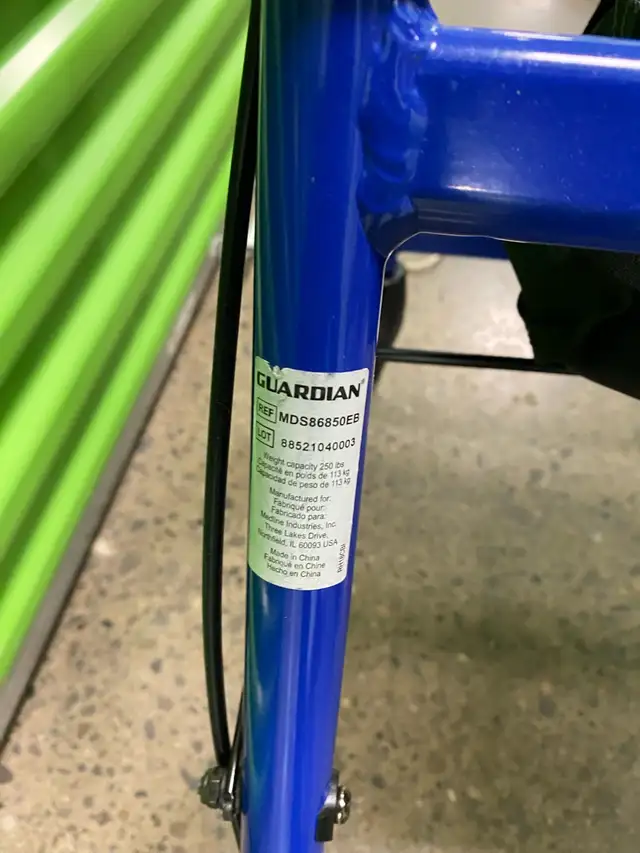 GUARDIAN
REF MDS86850EB
LOT 88521040003
Weight capacity 250 lbs
Capacité en poids de 113 kg
Capacidad de peso de 113 kg
Manufactured for:
Fabriqué pour:
Fabricado para:
Medline Industries, Inc.
Three Lakes Drive,
Northfield, IL 60093 USA
Made in China
Fabriqué en Chine
Hecho en China